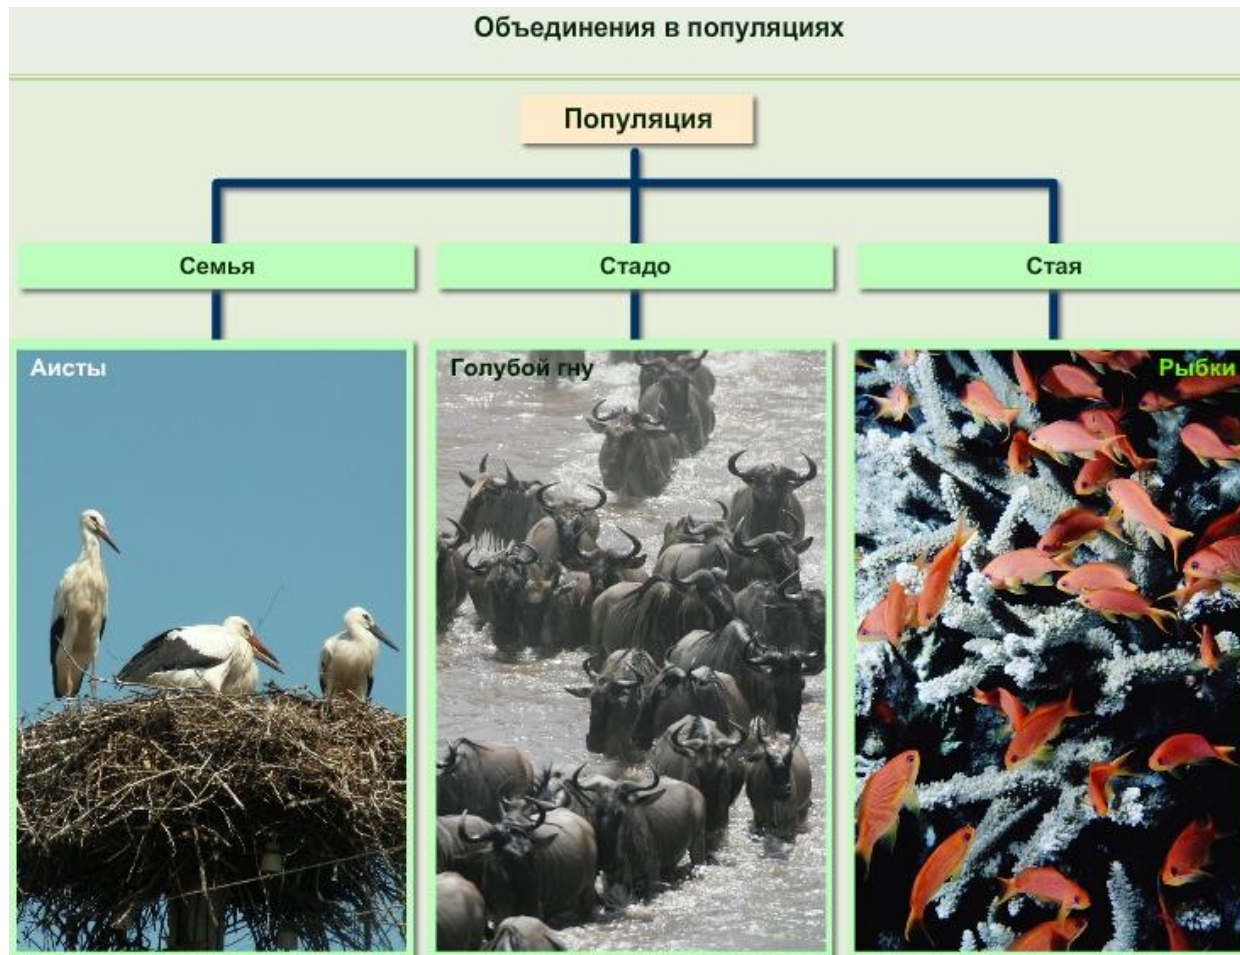 Объединения в популяциях
Популяция
Семья
Стадо
Стая
Аисты
Голубой гну
Рыбки